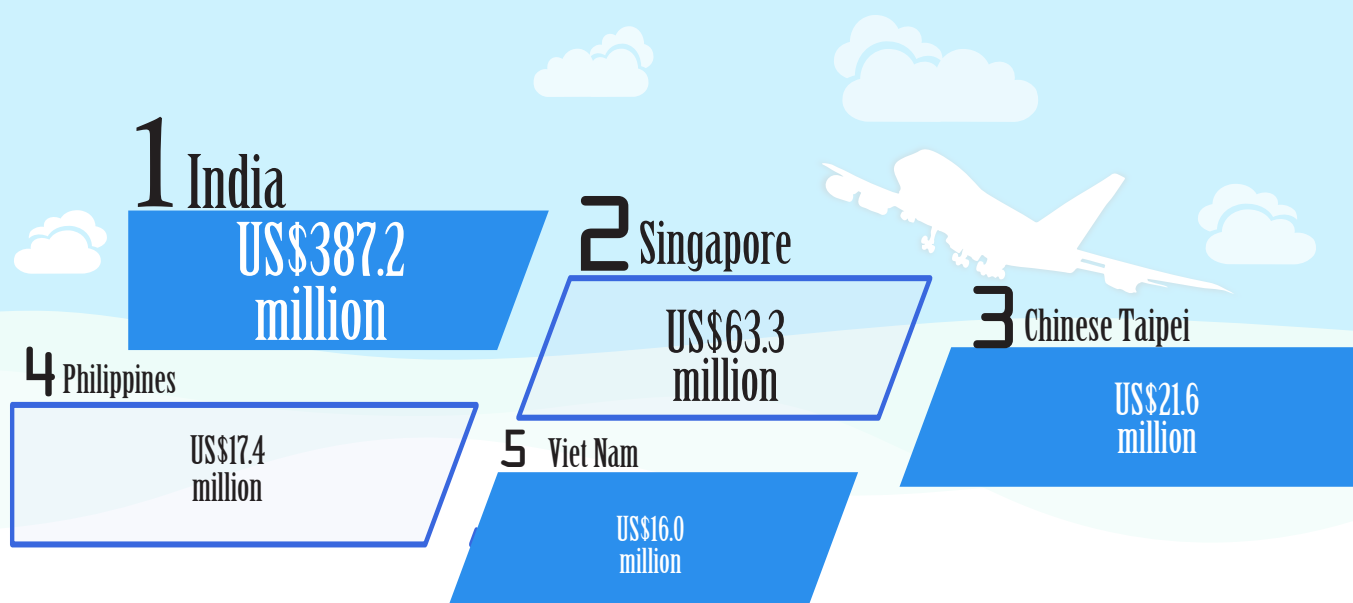 1 India
US$387.2
million
2 Singapore
US$63.3
million
3 Chinese Taipei
US$21.6
million
4 Philippines
US$17.4
million
5 Viet Nam
US$16.0
million